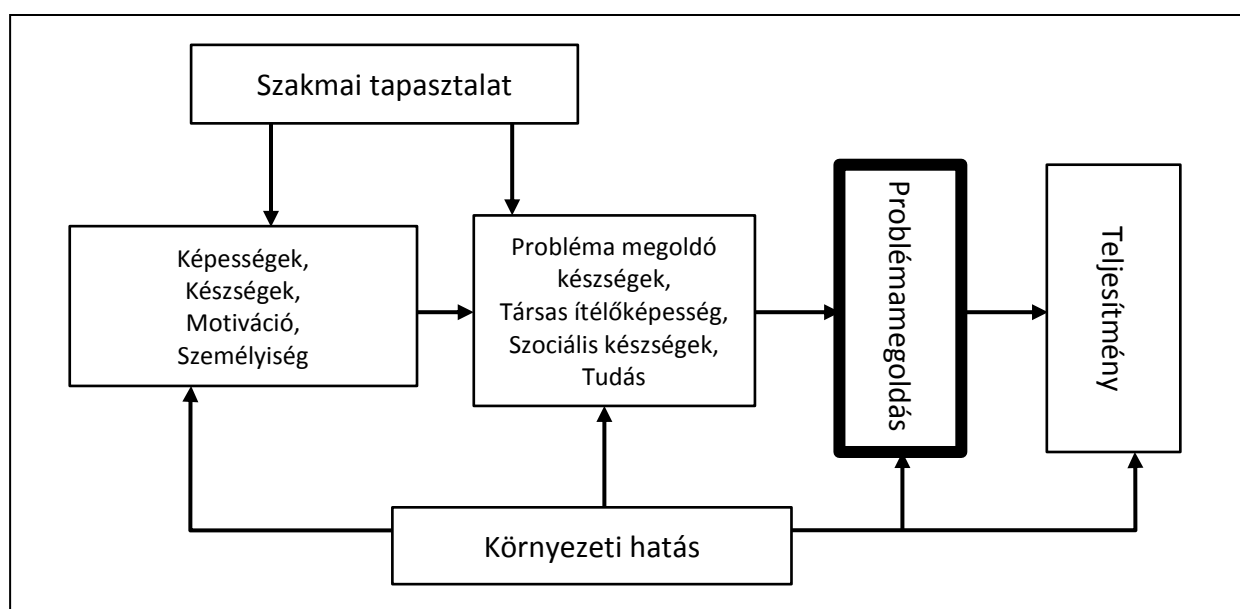 Szakmai tapasztalat
Képességek,
Készségek,
Motiváció,
Személyiség
Probléma megoldó
készségek,
Társas ítélőképesség,
Szociális készségek,
Tudás
Problémamegoldás
Teljesítmény
Környezeti hatás